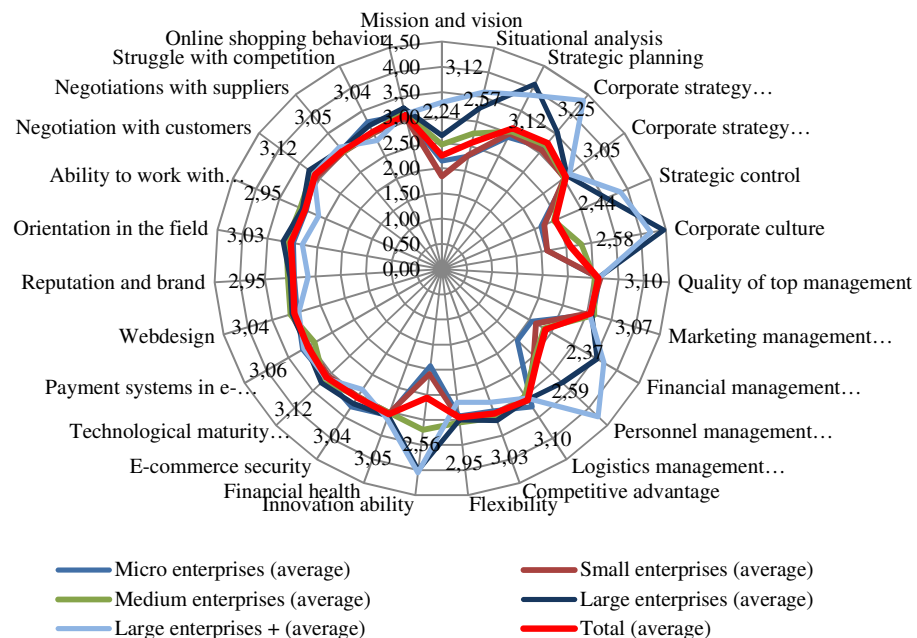 Mission and vision
Online shopping behavior
Situational analysis
Struggle with competition
Strategic planning
Negotiations with suppliers
Corporate strategy…
Negotiation with customers
Corporate strategy…
Ability to work with…
Strategic control
Orientation in the field
Corporate culture
Reputation and brand
Quality of top management
Webdesign
Marketing management…
Payment systems in e-…
Financial management…
Technological maturity…
Personnel management…
E-commerce security
Logistics management…
Financial health
Competitive advantage
Innovation ability
Flexibility
4,50
4,00
3,50
3,00
2,50
2,00
1,50
1,00
0,50
0,00
2,24
3,12
2,57
3,12
3,25
3,05
2,44
2,58
3,10
3,07
2,37
2,59
3,10
3,03
2,95
2,56
3,05
3,04
3,12
3,06
3,04
2,95
3,03
2,95
3,12
3,05
3,04
Micro enterprises (average)
Small enterprises (average)
Medium enterprises (average)
Large enterprises (average)
Large enterprises + (average)
Total (average)